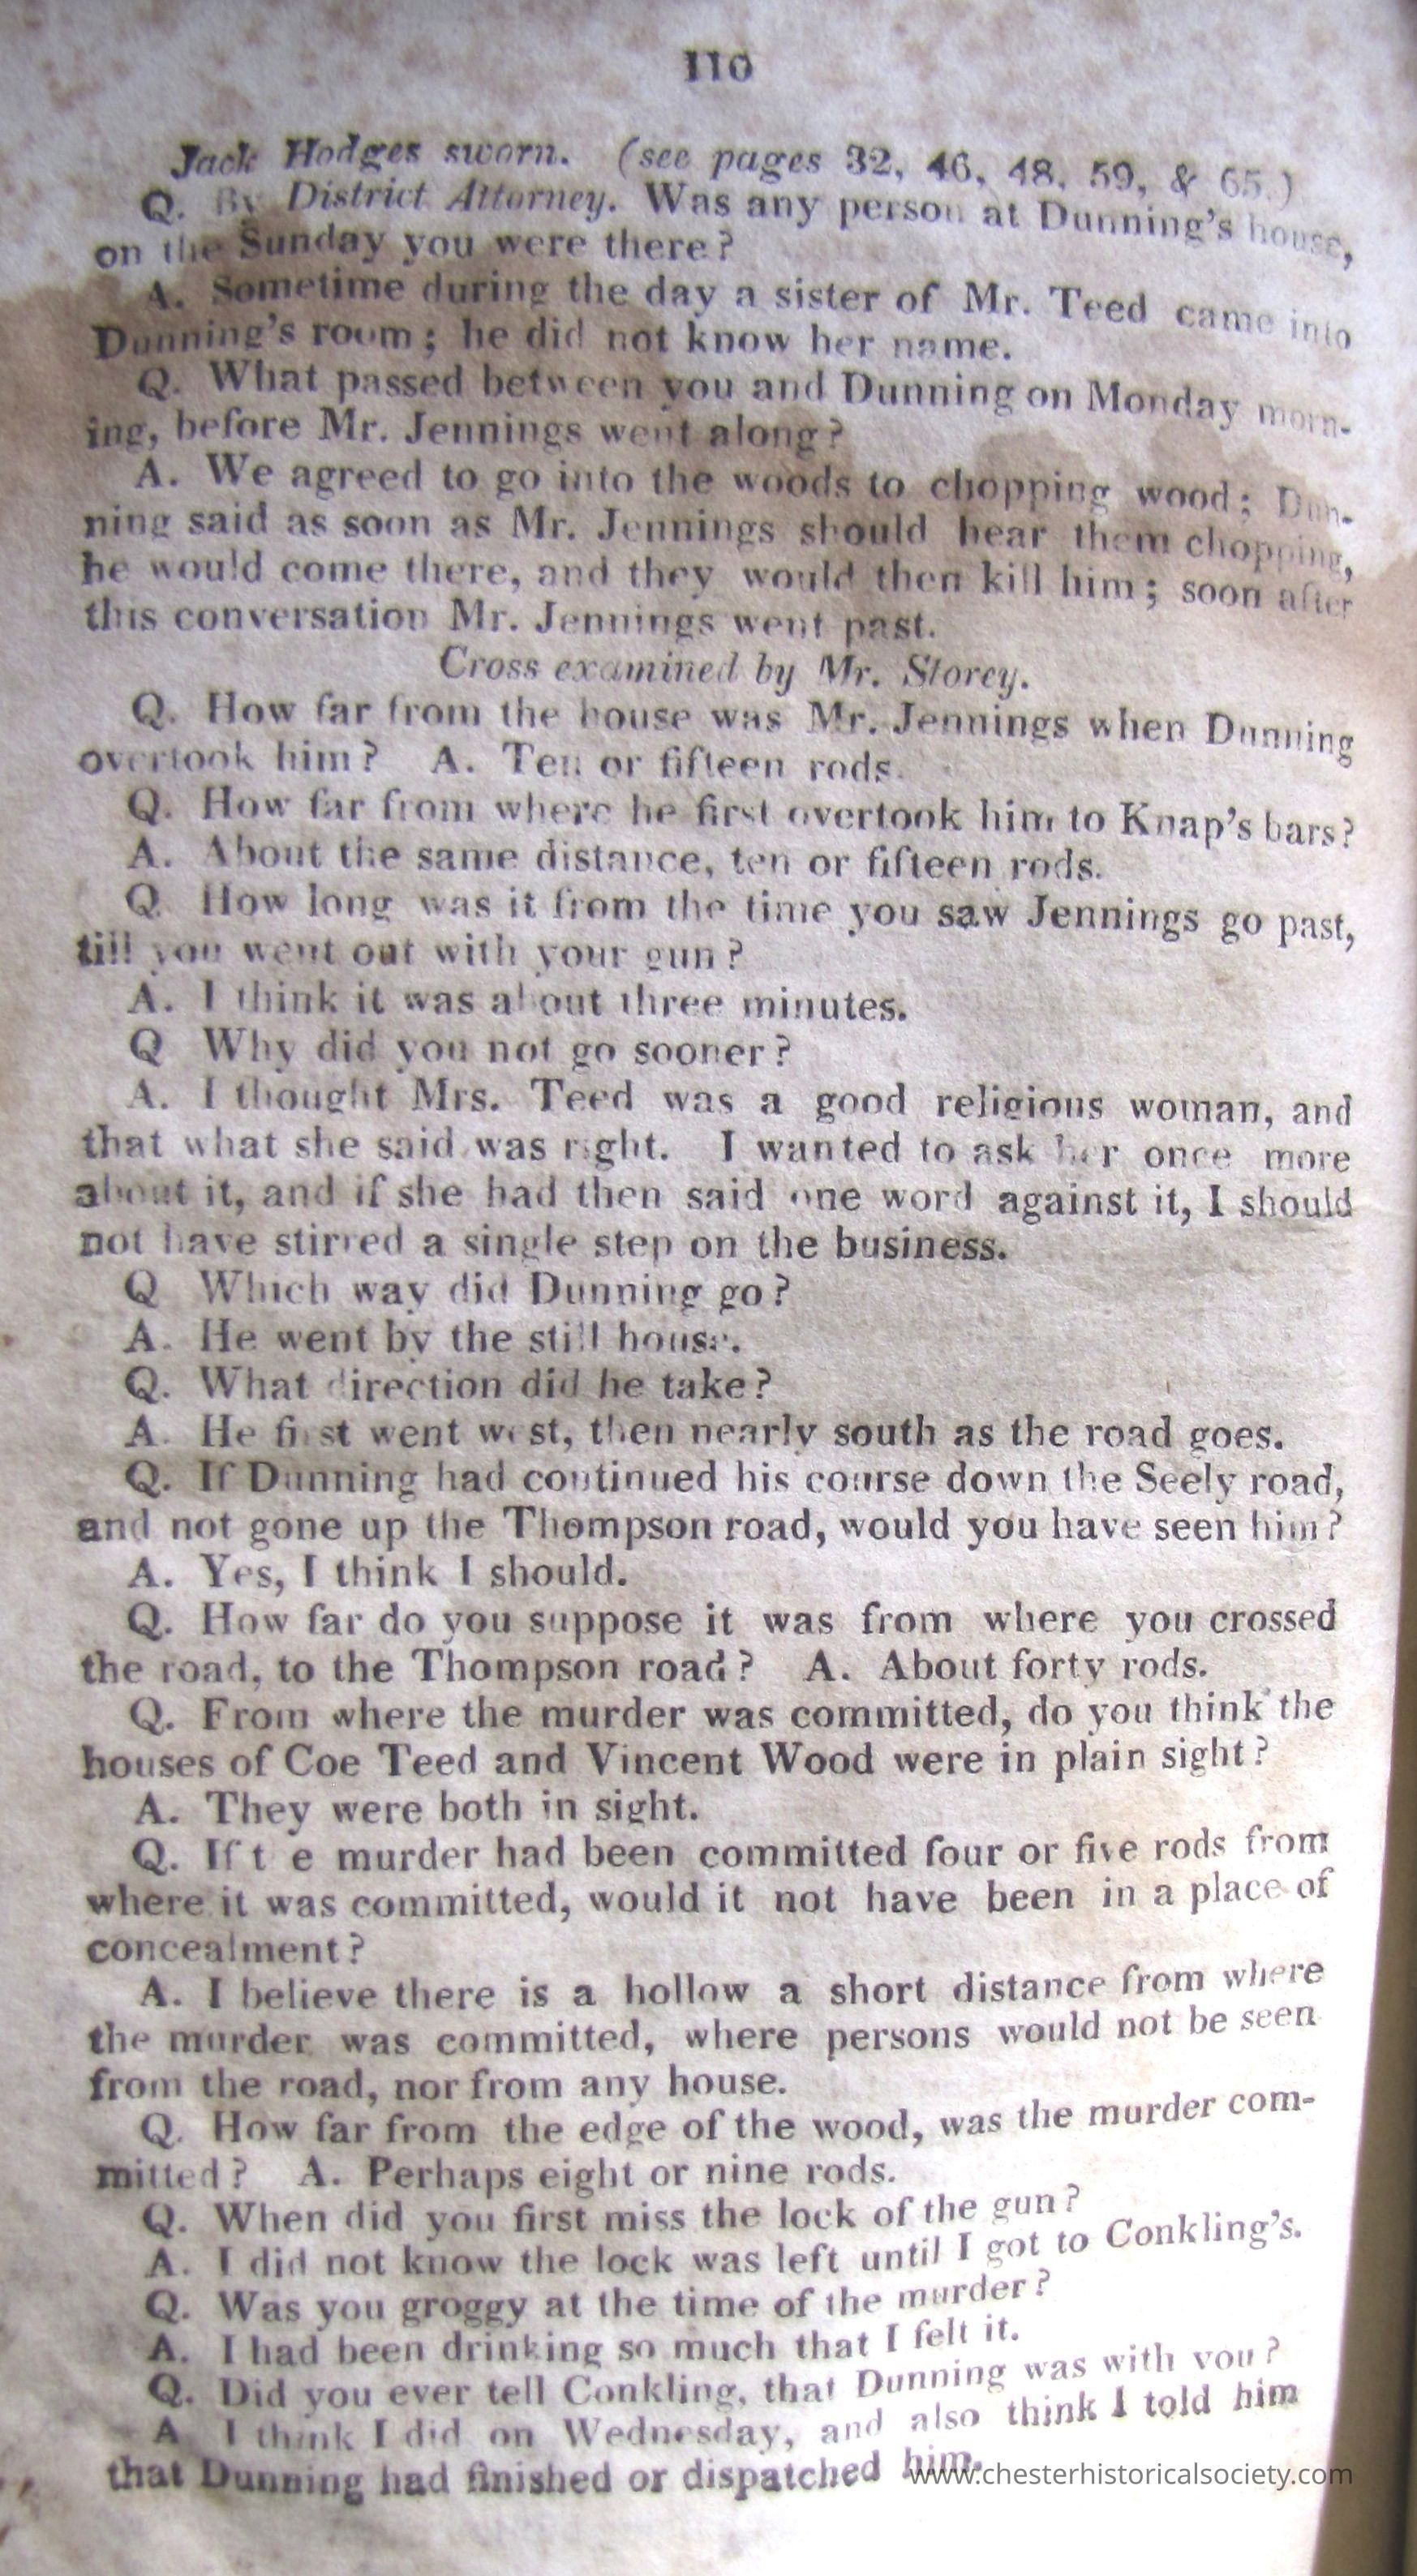 110
Jack Hodges sworn. (see pages 32, 46, 48, 59, & 65.)
Q. By District Attorney. Was any person at Dunning's house,
on the Sunday you were there?
A. Sometime during the day a sister of Mr. Teed came into
Dunning's room; he did not know her name.
Q. What passed between you and Dunning on Monday morn-
ing, before Mr. Jennings went along?
A. We agreed to go into the woods to chopping wood; Dun-
ning said as soon as Mr. Jennings should hear them chopping,
he would come there, and they would then kill him; soon after
this conversation Mr. Jennings went past.
Cross examined by Mr. Storey.
Q. How far from the house was Mr. Jennings when Dunning
overtook him? A. Ten or fifteen rods.
Q. How far from where he first overtook him to Knap's bars?
A. About the same distance, ten or fifteen rods.
Q. How long was it from the time you saw Jennings go past,
till you went out with your gun?
A. I think it was about three minutes.
Q Why did you not go sooner?
A. I thought Mrs. Teed was a good religious woman, and
that what she said was right. I wanted to ask her once more
about it, and if she had then said one word against it, I should
not have stirred a single step on the business.
Q Which way did Dunning go?
A. He went by the still house.
Q. What direction did he take?
A. He first went west, then nearly south as the road goes.
Q. If Dunning had continued his course down the Seely road,
and not gone up the Thompson road, would you have seen him?
A. Yes, I think I should.
Q. How far do you suppose it was from where you crossed
the road, to the Thompson road? A. About forty rods.
Q. From where the murder was committed, do you think the
houses of Coe Teed and Vincent Wood were in plain sight?
A. They were both in sight.
Q. If t e murder had been committed four or five rods from
where it was committed, would it not have been in a place of
concealment?
A. I believe there is a hollow a short distance from where
the murder was committed, where persons would not be seen
from the road, nor from any house.
Q. How far from the edge of the wood, was the murder com-
mitted? A. Perhaps eight or nine rods.
Q. When did you first miss the lock of the gun?
A. I did not know the lock was left until I got to Conkling's.
Q. Was you groggy at the time of the murder?
A. I had been drinking so much that I felt it.
Q. Did you ever tell Conkling, that Dunning was with you?
A I think I did on Wednesday, and also think I told him
that Dunning had finished or dispatched him.
www.chesterhistoricalsociety.com